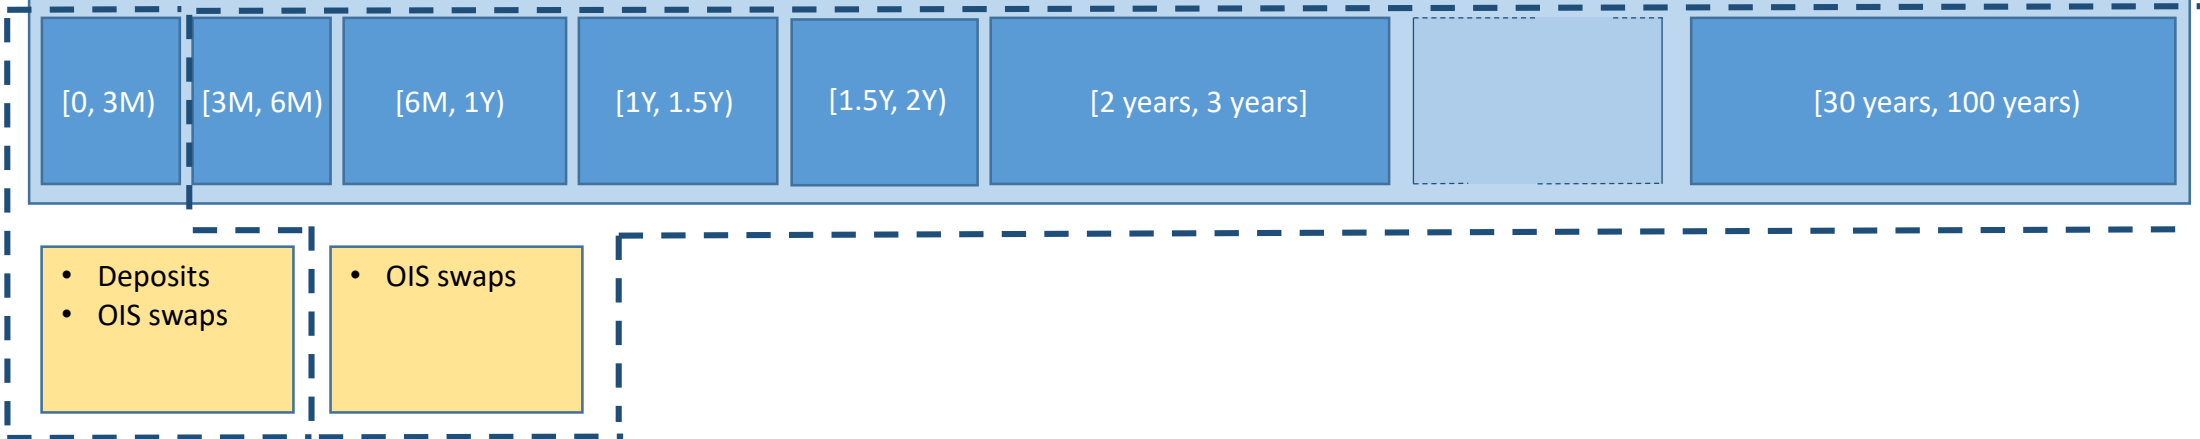 [0, 3M)
[3M, 6M)
[6M, 1Y)
[1Y, 1.5Y)
[1.5Y, 2Y)
[2 years, 3 years]
[30 years, 100 years)
• Deposits
• OIS swaps
• OIS swaps